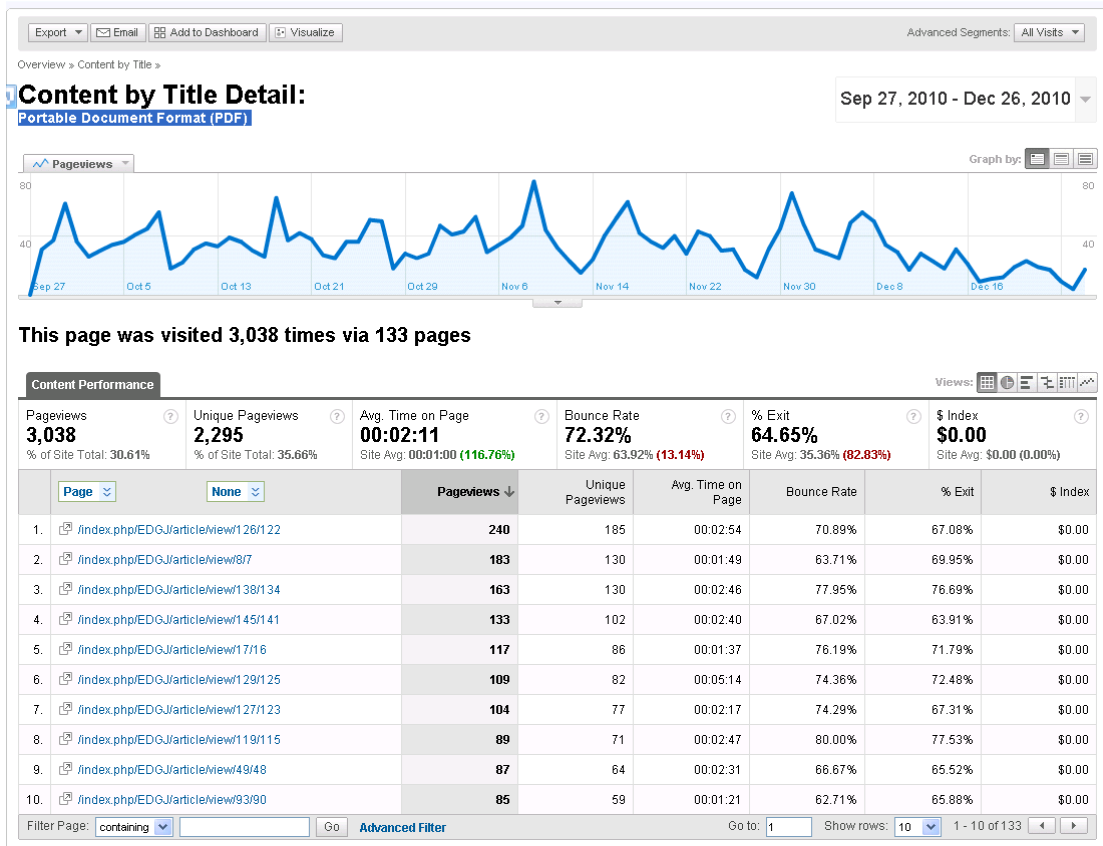 Export Email Add to Dashboard Visualize Advanced Segments: All Visits
Overview » Content by Title »
Content by Title Detail:
Portable Document Format (PDF)
Sep 27, 2010 - Dec 26, 2010
Pageviews Graph by:
80 80
40 40
Sep 27 Oct 5 Oct 13 Oct 21 Oct 29 Nov 6 Nov 14 Nov 22 Nov 30 Dec 8 Dec 16
This page was visited 3,038 times via 133 pages
Content Performance Views:
Pageviews ? Unique Pageviews ? Avg. Time on Page ? Bounce Rate ? % Exit ? $ Index ?
3,038 2,295 00:02:11 72.32% 64.65% $0.00
% of Site Total: 30.61% % of Site Total: 35.66% Site Avg: 00:01:00 (116.76%) Site Avg: 63.92% (13.14%) Site Avg: 35.36% (82.83%) Site Avg: $0.00 (0.00%)
Page None Pageviews Unique Pageviews Avg. Time on Page Bounce Rate % Exit $ Index
1. /index.php/EDGJ/article/view/126/122 240 185 00:02:54 70.89% 67.08% $0.00
2. /index.php/EDGJ/article/view/8/7 183 130 00:01:49 63.71% 69.95% $0.00
3. /index.php/EDGJ/article/view/138/134 163 130 00:02:46 77.95% 76.69% $0.00
4. /index.php/EDGJ/article/view/145/141 133 102 00:02:40 67.02% 63.91% $0.00
5. /index.php/EDGJ/article/view/17/16 117 86 00:01:37 76.19% 71.79% $0.00
6. /index.php/EDGJ/article/view/129/125 109 82 00:05:14 74.36% 72.48% $0.00
7. /index.php/EDGJ/article/view/127/123 104 77 00:02:17 74.29% 67.31% $0.00
8. /index.php/EDGJ/article/view/119/115 89 71 00:02:47 80.00% 77.53% $0.00
9. /index.php/EDGJ/article/view/49/48 87 64 00:02:31 66.67% 65.52% $0.00
10. /index.php/EDGJ/article/view/93/90 85 59 00:01:21 62.71% 65.88% $0.00
Filter Page: containing Go Advanced Filter Go to: 1 Show rows: 10 1 - 10 of 133